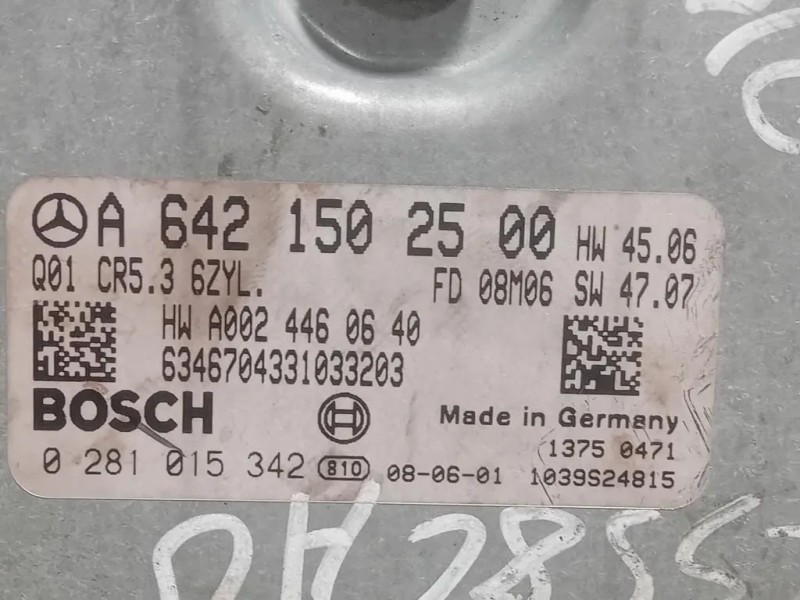 A 642 150 25 00 HW 45.06
Q01 CR5.3 6ZYL. FD 08M06 SW 47.07
HW A002 446 06 40
6346704331033203
BOSCH
Made in Germany
1375 0471
0 281 015 342 810 08-06-01 1039S24815